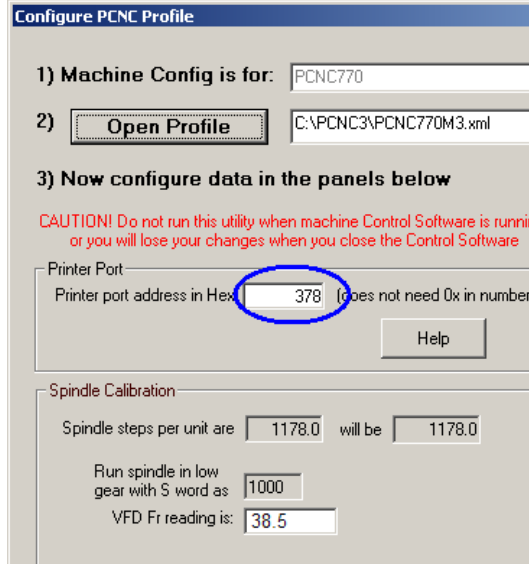 Configure PCNC Profile
1) Machine Config is for: PCNC770
2) Open Profile C:\PCNC3\PCNC770M3.xml
3) Now configure data in the panels below
CAUTION! Do not run this utility when machine Control Software is runni
or you will lose your changes when you close the Control Software
Printer Port
Printer port address in Hex 378 (does not need 0x in number
Help
Spindle Calibration
Spindle steps per unit are 1178.0 will be 1178.0
Run spindle in low
gear with S word as 1000
VFD Fr reading is: 38.5